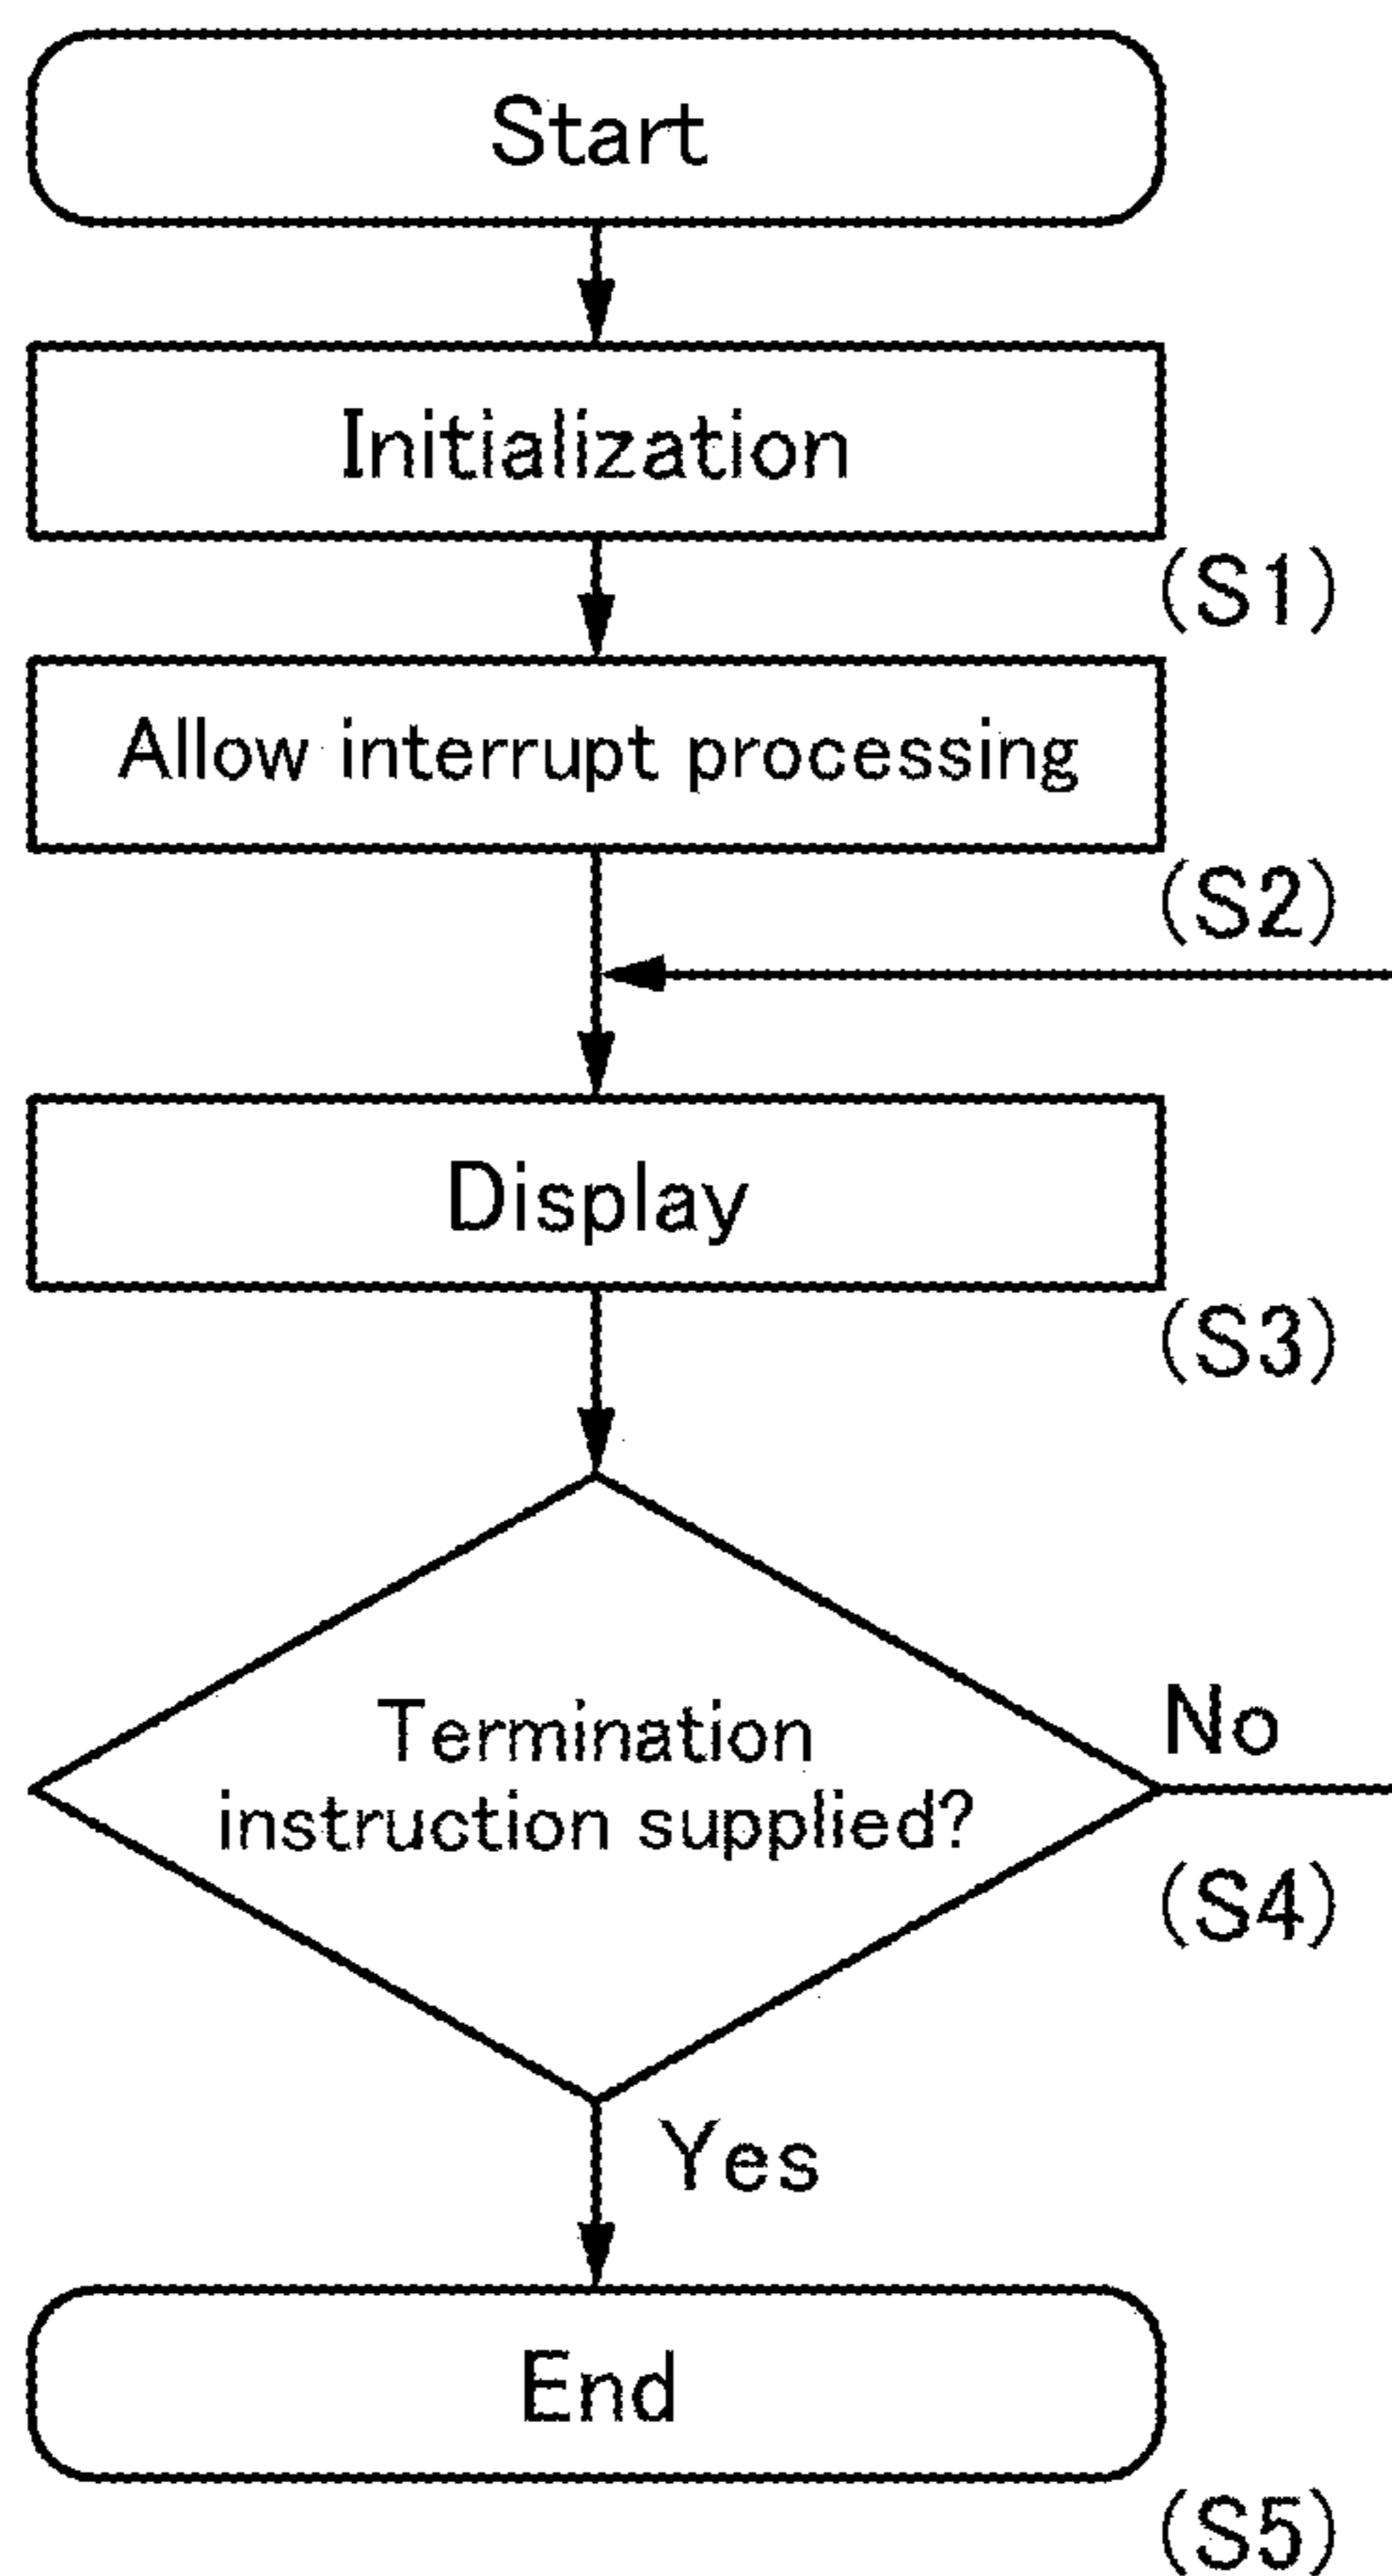 Start
Initialization
(S1)
Allow interrupt processing
(S2)
Display
(S3)
Termination
instruction supplied?
No
(S4)
Yes
End
(S5)